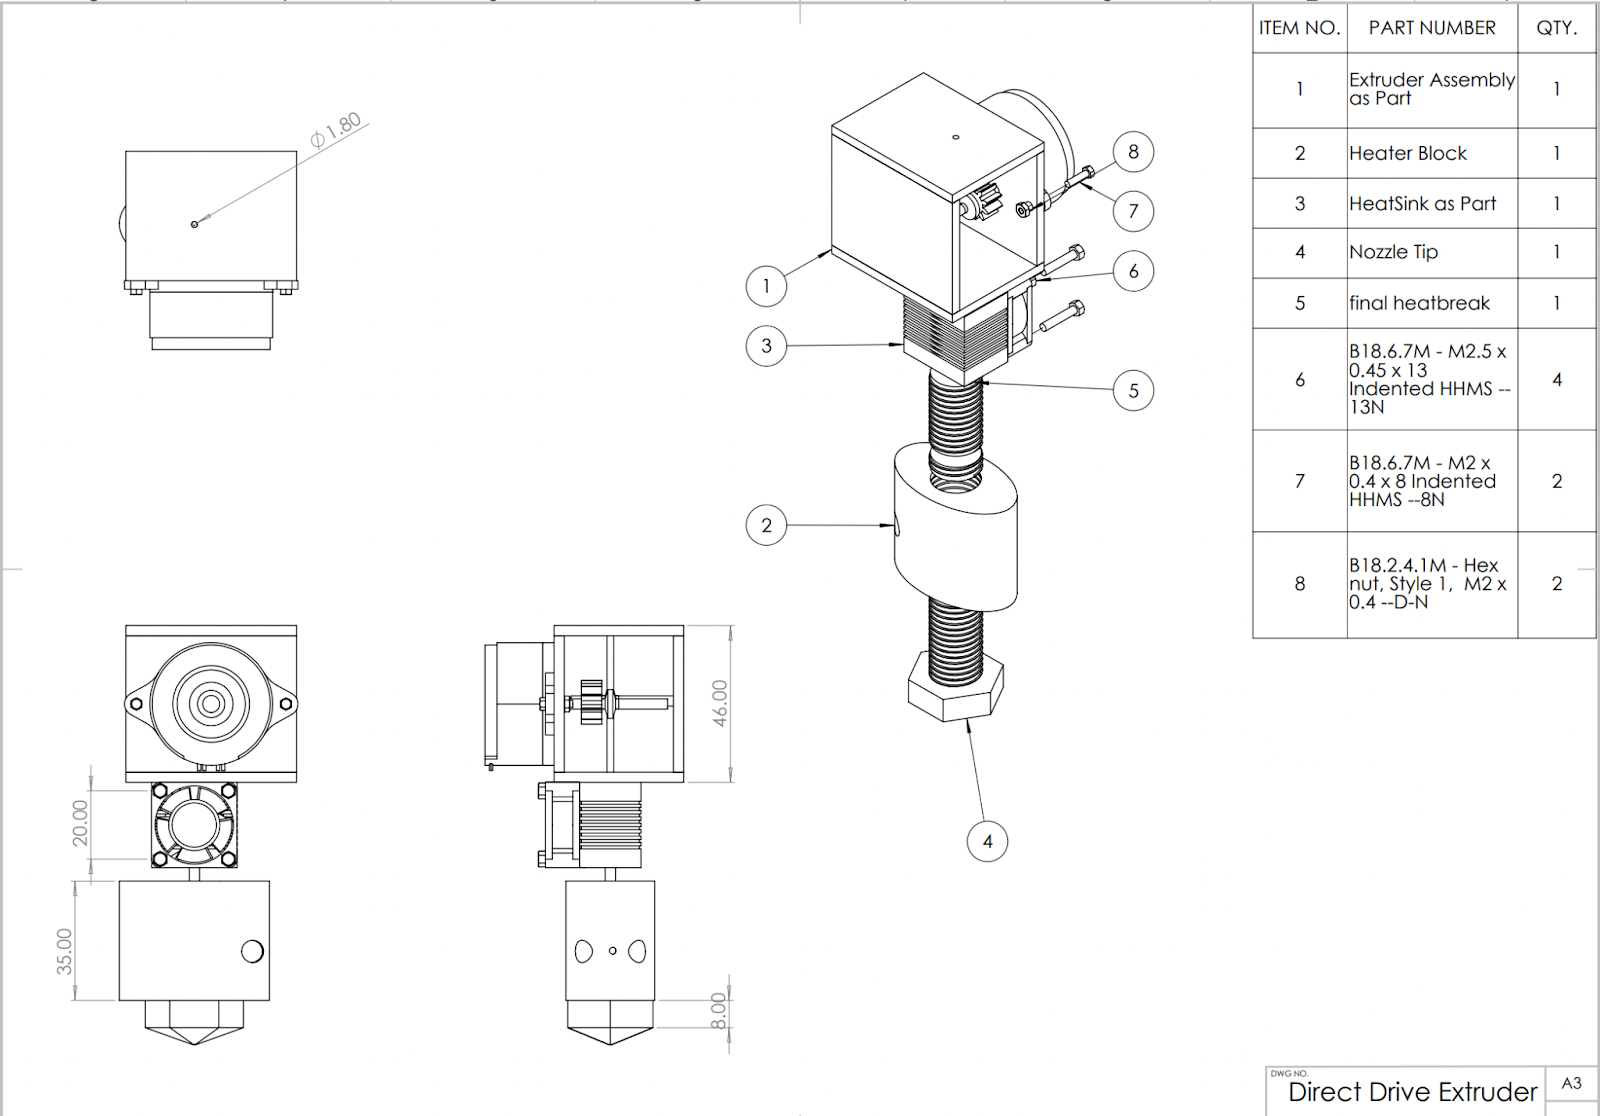 ITEM NO. PART NUMBER QTY.
1 Extruder Assembly 1
as Part
2 Heater Block 1
3 HeatSink as Part 1
4 Nozzle Tip 1
5 final heatbreak 1
B18.6.7M - M2.5 x
0.45 x 13
6 Indented HHMS -- 4
13N
B18.6.7M - M2 x
7 0.4 x 8 Indented 2
HHMS --8N
B18.2.4.1M - Hex
8 nut, Style 1, M2 x 2
0.4 --D-N
Ø1.80
8
7
6
1
3
5
2
4
46.00
20.00
35.00
8.00
DWG NO.
Direct Drive Extruder
A3